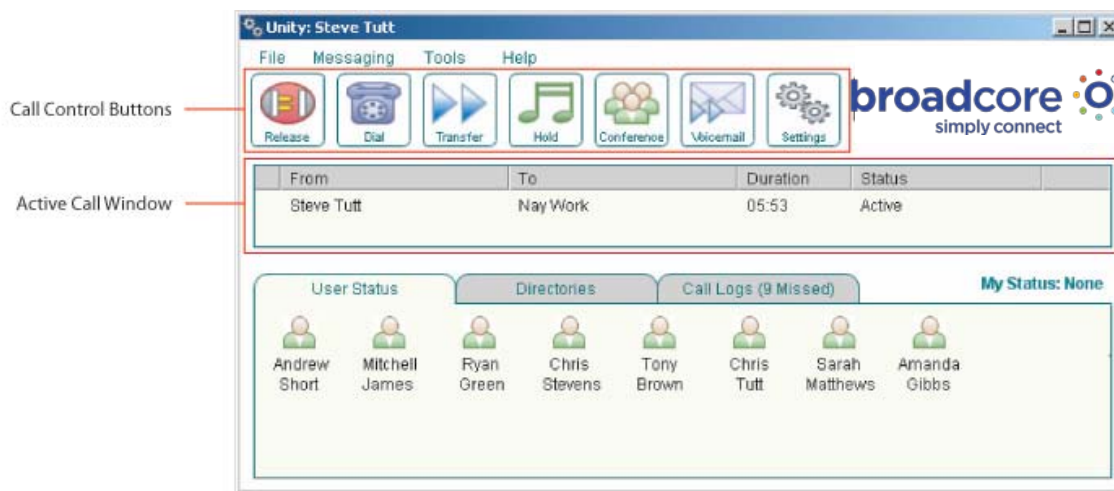 Unity: Steve Tutt
File Messaging Tools Help
Call Control Buttons
Release Dial Transfer Hold Conference Voicemail Settings
broadcore
simply connect
From To Duration Status
Active Call Window
Steve Tutt Nay Work 05:53 Active
User Status Directories Call Logs (9 Missed) My Status: None
Andrew Mitchell Ryan Chris Tony Chris Sarah Amanda
Short James Green Stevens Brown Tutt Matthews Gibbs